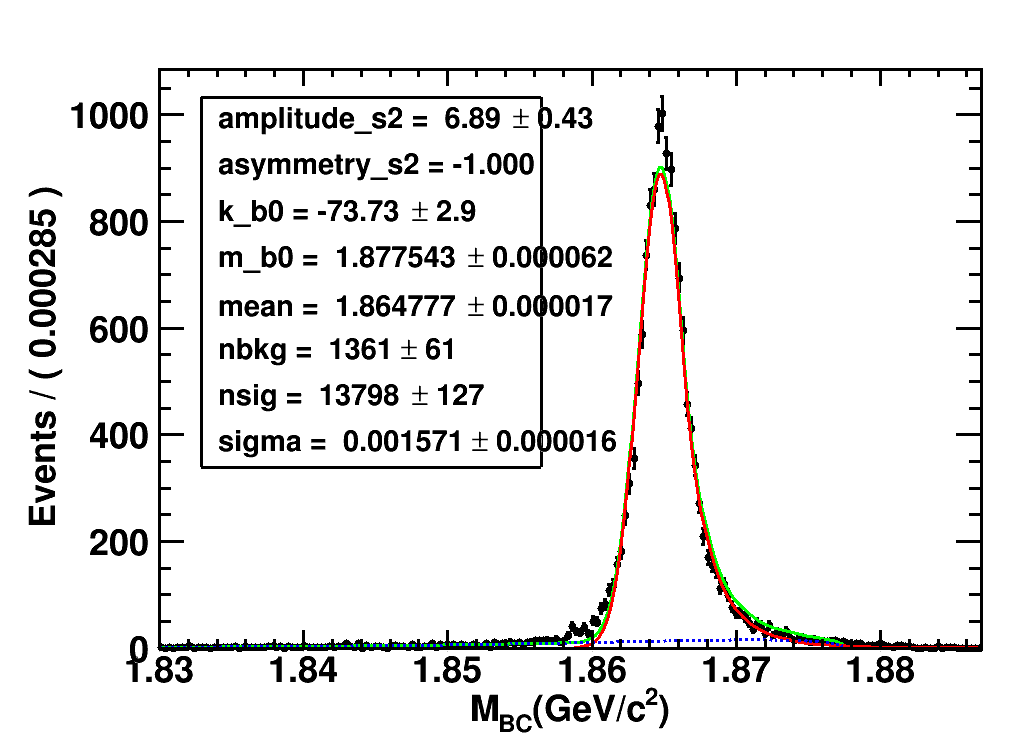 1000
800
600
400
200
0
Events / ( 0.000285 )
amplitude_s2 = 6.89 ± 0.43
asymmetry_s2 = -1.000
k_b0 = -73.73 ± 2.9
m_b0 = 1.877543 ± 0.000062
mean = 1.864777 ± 0.000017
nbkg = 1361 ± 61
nsig = 13798 ± 127
sigma = 0.001571 ± 0.000016
1.83 1.84 1.85 1.86 1.87 1.88
M_BC(GeV/c²)